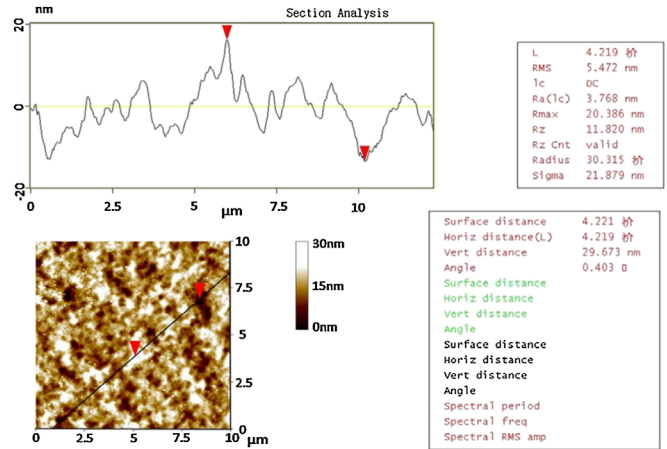 Section Analysis
nm
20
0
-20
0
2.5
5
7.5
10
μm
L 4.219 价
RMS 5.472 nm
lc DC
Ra(lc) 3.768 nm
Rmax 20.386 nm
Rz 11.820 nm
Rz Cnt valid
Radius 30.315 价
Sigma 21.879 nm
Surface distance 4.221 价
Horiz distance(L) 4.219 价
Vert distance 29.673 nm
Angle 0.403
Surface distance
Horiz distance
Vert distance
Angle
Surface distance
Horiz distance
Vert distance
Angle
Spectral period
Spectral freq
Spectral RMS amp
10
7.5
5
2.5
0
0
2.5
5
7.5
10
μm
30nm
15nm
0nm